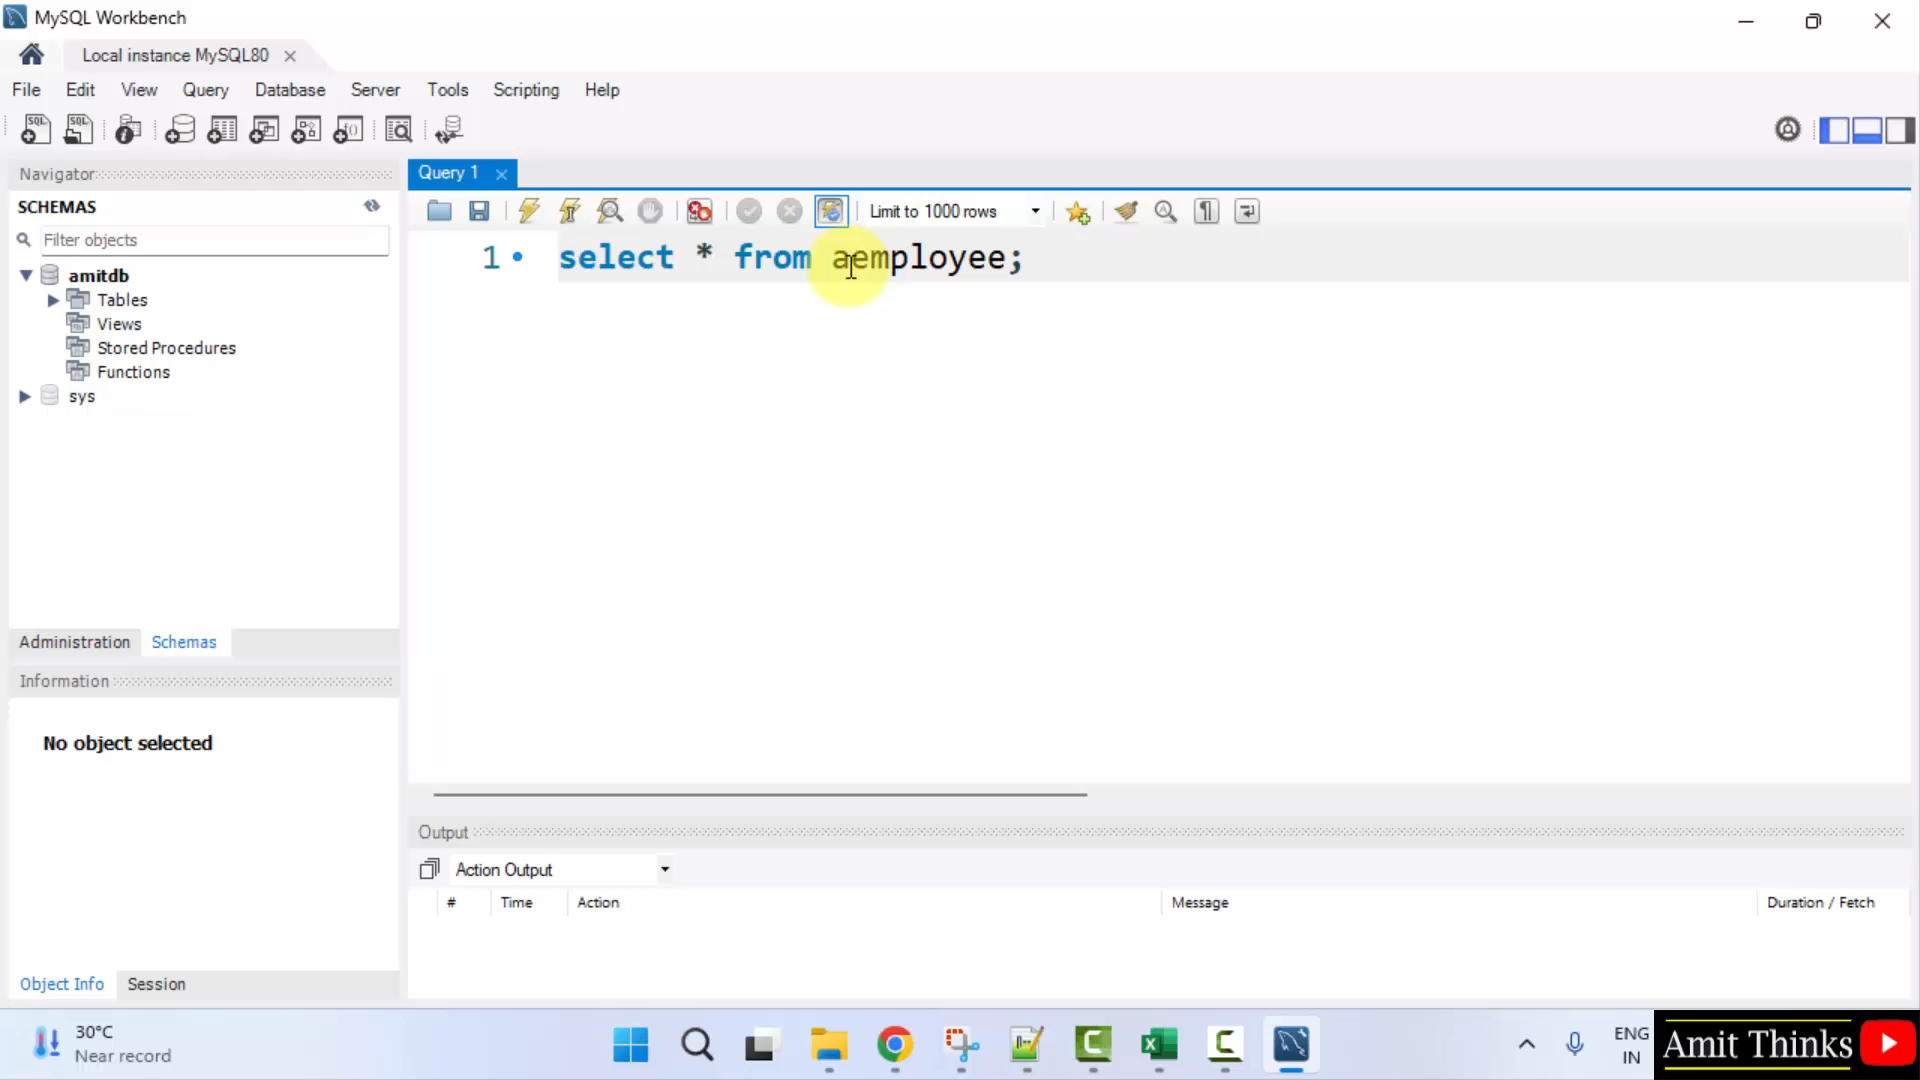 MySQL Workbench
Local instance MySQL80
File Edit View Query Database Server Tools Scripting Help
Navigator
Query 1
SCHEMAS
Limit to 1000 rows
Filter objects
1 select * from aemployee;
amitdb
Tables
Views
Stored Procedures
Functions
sys
Administration Schemas
Information
No object selected
Output
Action Output
# Time Action Message Duration / Fetch
Object Info Session
30°C
Near record
ENG
IN
Amit Thinks